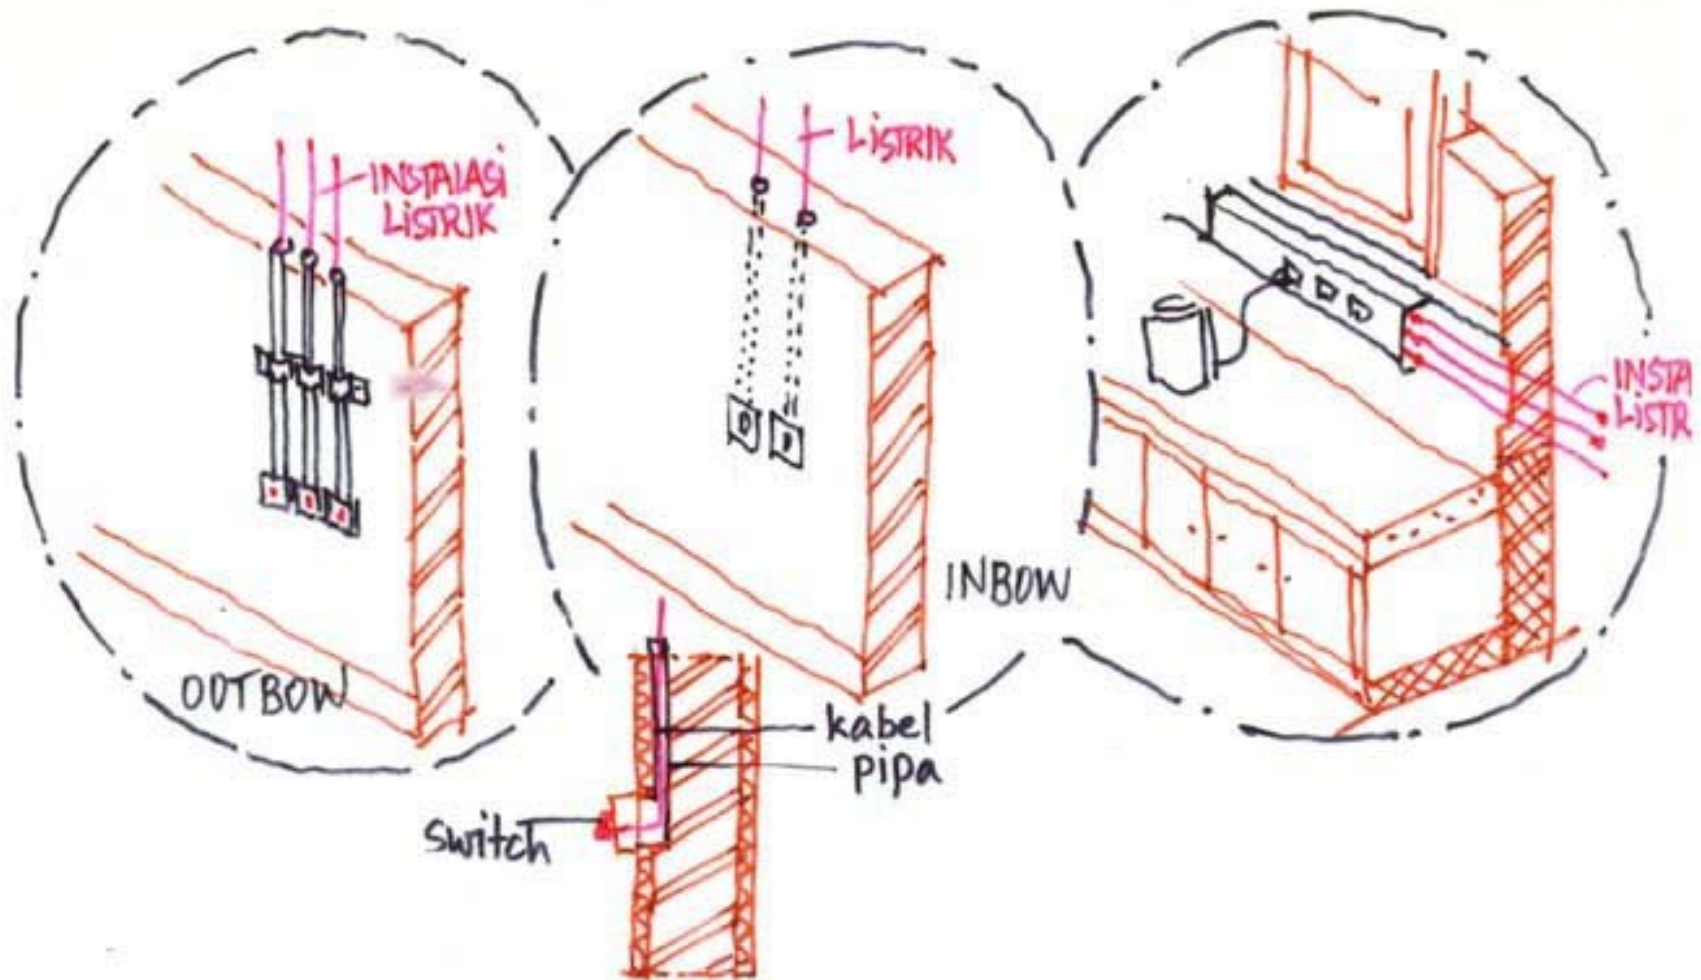 INSTALASI
LISTRIK
OUTBOW
LISTRIK
INBOW
kabel
pipa
switch
INSTA
LISTR